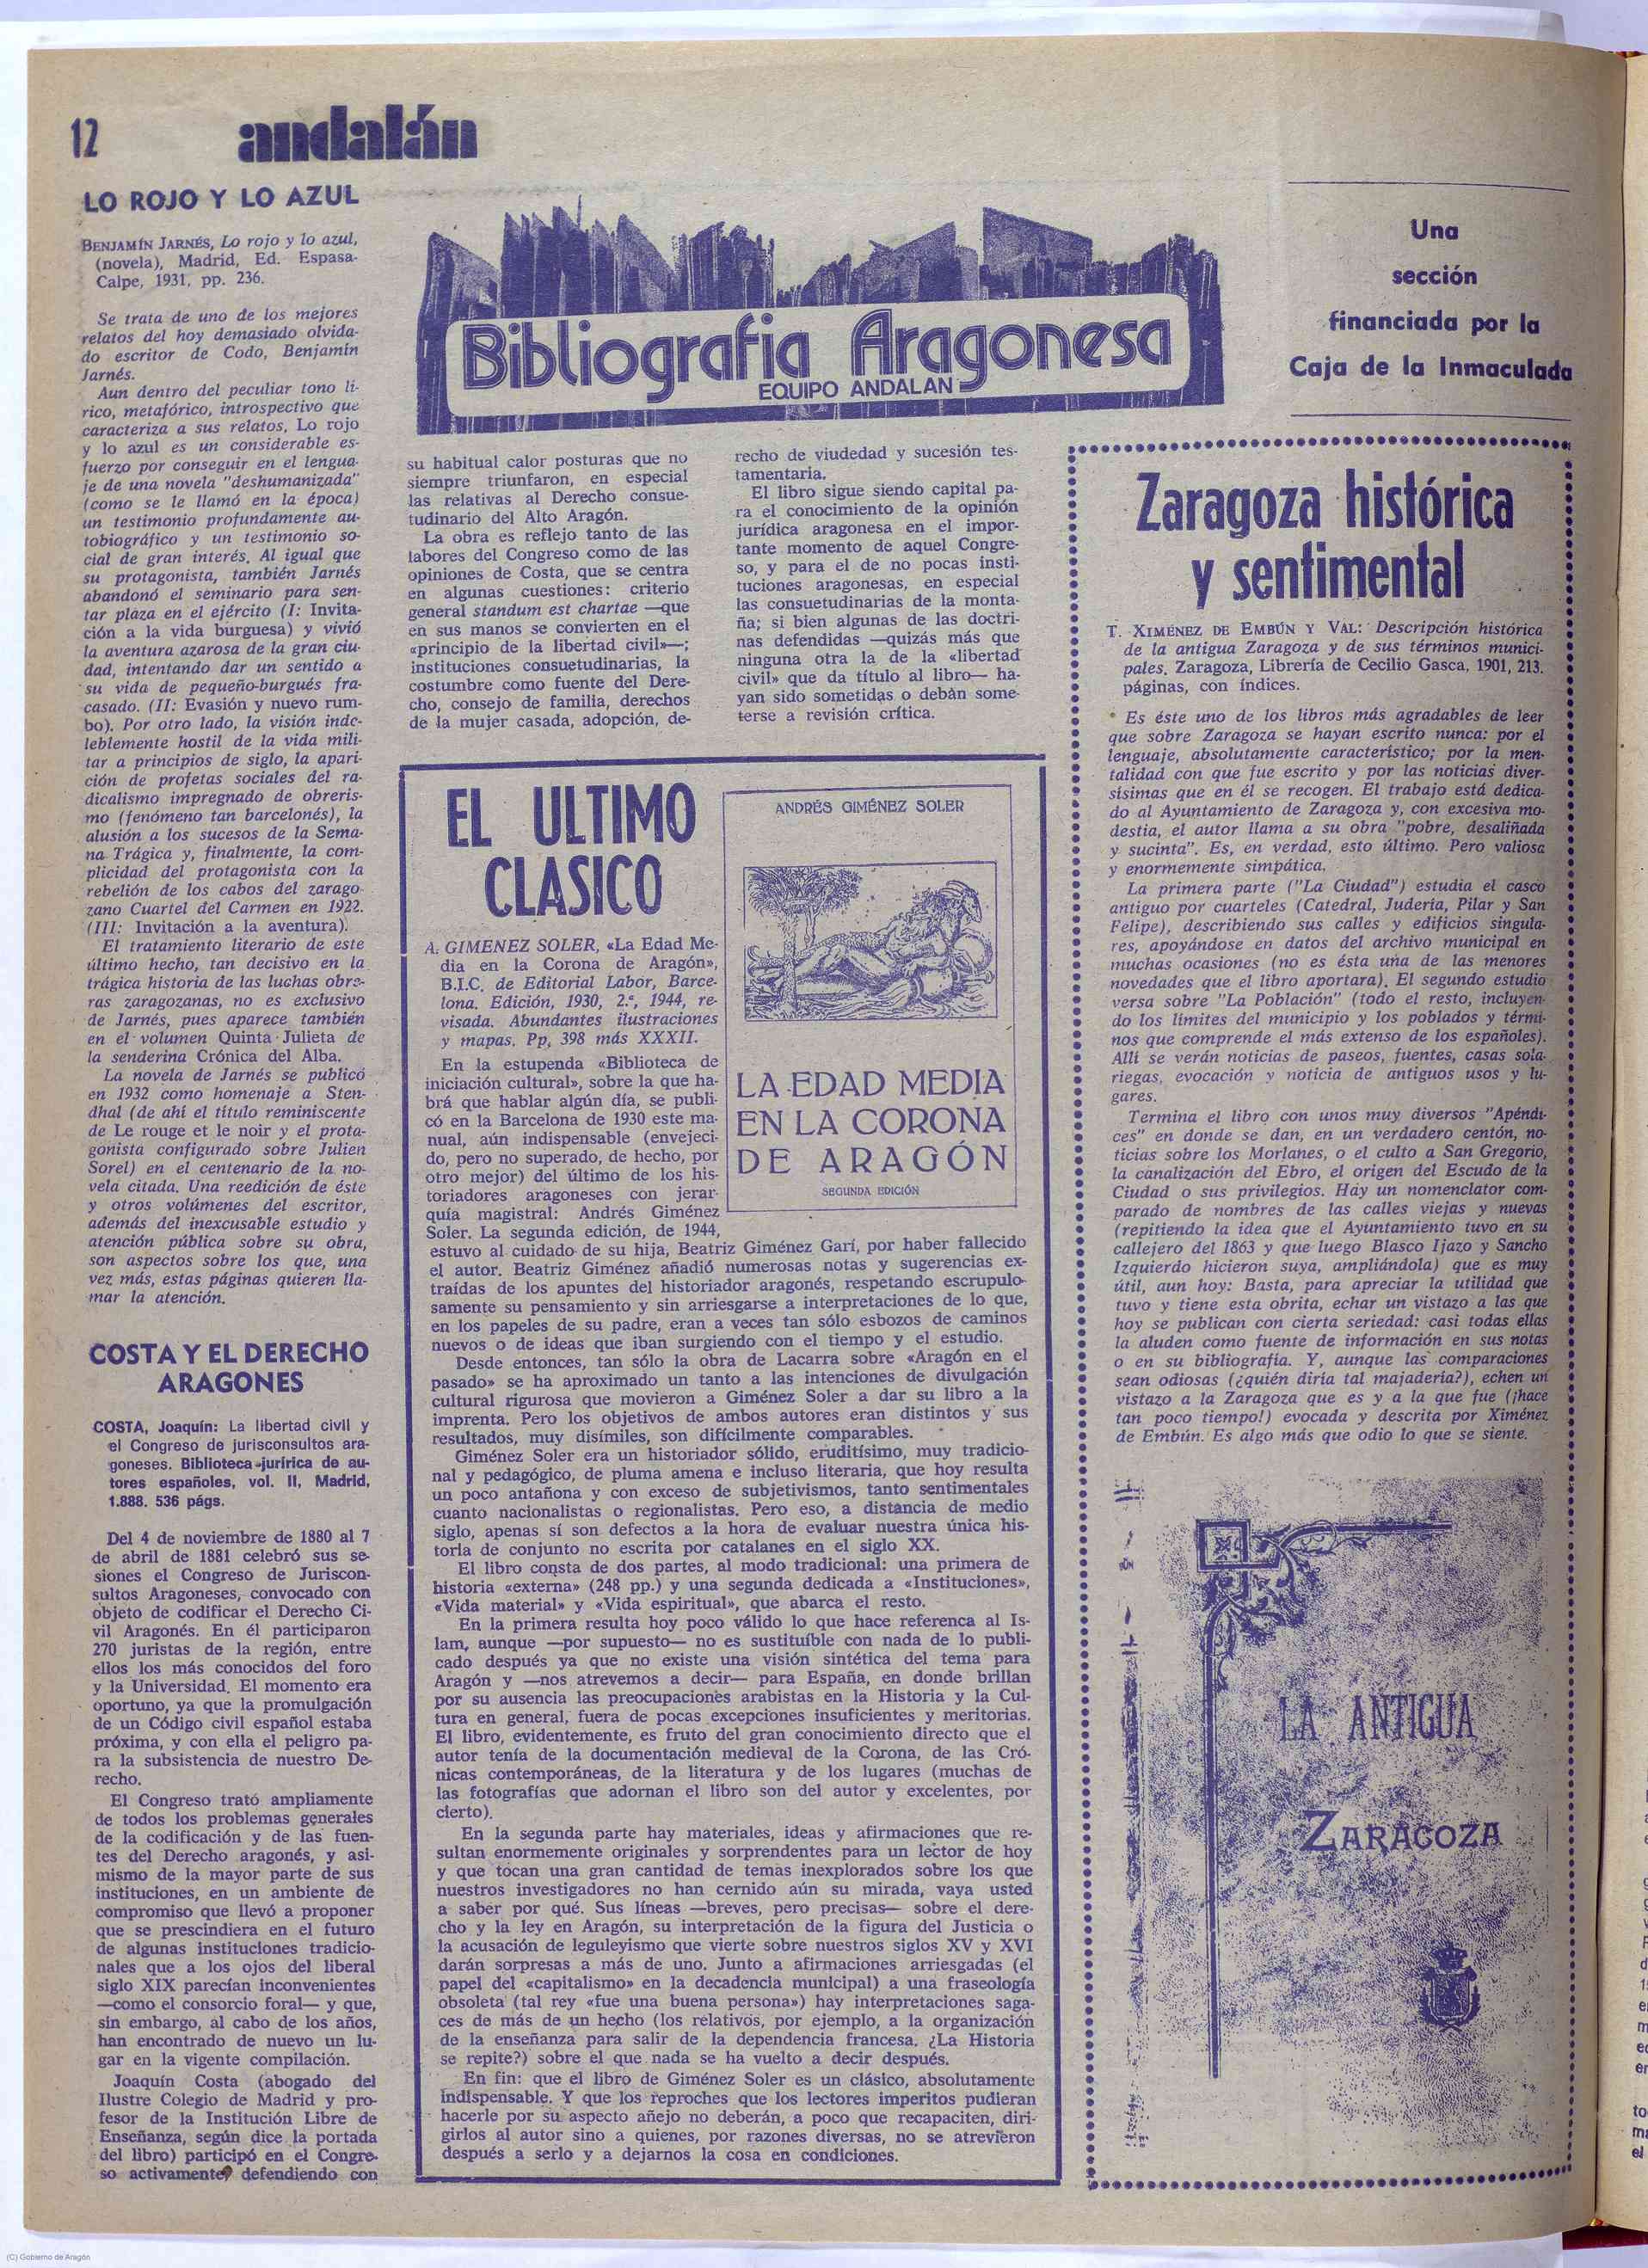 12
andalán
LO ROJO Y LO AZUL
BENJAMÍN JARNÉS, Lo rojo y lo azul,
(novela), Madrid, Ed. Espasa-
Calpe, 1931, pp. 236.
Se trata de uno de los mejores
relatos del hoy demasiado olvida-
do escritor de Codo, Benjamín
Jarnés.
Aun dentro del peculiar tono lí-
rico, metafórico, introspectivo que
caracteriza a sus relatos, Lo rojo
y lo azul es un considerable es-
fuerzo por conseguir en el lengua-
je de una novela "deshumanizada"
(como se le llamó en la época)
un testimonio profundamente au-
tobiográfico y un testimonio so-
cial de gran interés. Al igual que
su protagonista, también Jarnés
abandonó el seminario para sen-
tar plaza en el ejército (I: Invita-
ción a la vida burguesa) y vivió
la aventura azarosa de la gran ciu-
dad, intentando dar un sentido a
su vida de pequeño-burgués fra-
casado. (II: Evasión y nuevo rum-
bo). Por otro lado, la visión inde-
leblemente hostil de la vida mili-
tar a principios de siglo, la apari-
ción de profetas sociales del ra-
dicalismo impregnado de obreris-
mo (fenómeno tan barcelonés), la
alusión a los sucesos de la Sema-
na Trágica y, finalmente, la com-
plicidad del protagonista con la
rebelión de los cabos del zarago-
zano Cuartel del Carmen en 1922.
(III: Invitación a la aventura).
El tratamiento literario de este
último hecho, tan decisivo en la
trágica historia de las luchas obre-
ras zaragozanas, no es exclusivo
de Jarnés, pues aparece también
en el volumen Quinta Julieta de
la senderina Crónica del Alba.
La novela de Jarnés se publicó
en 1932 como homenaje a Sten-
dhal (de ahí el título reminiscente
de Le rouge et le noir y el prota-
gonista configurado sobre Julien
Sorel) en el centenario de la no-
vela citada. Una reedición de éste
y otros volúmenes del escritor,
además del inexcusable estudio y
atención pública sobre su obra,
son aspectos sobre los que, una
vez más, estas páginas quieren lla-
mar la atención.
COSTA Y EL DERECHO
ARAGONES
COSTA, Joaquín: La libertad civil y
el Congreso de jurisconsultos ara-
goneses. Biblioteca jurírica de au-
tores españoles, vol. II, Madrid,
1.888. 536 págs.
Del 4 de noviembre de 1880 al 7
de abril de 1881 celebró sus se-
siones el Congreso de Juriscon-
sultos Aragoneses, convocado con
objeto de codificar el Derecho Ci-
vil Aragonés. En él participaron
270 juristas de la región, entre
ellos los más conocidos del foro
y la Universidad. El momento era
oportuno, ya que la promulgación
de un Código civil español estaba
próxima, y con ella el peligro pa-
ra la subsistencia de nuestro De-
recho.
El Congreso trató ampliamente
de todos los problemas generales
de la codificación y de las fuen-
tes del Derecho aragonés, y asi-
mismo de la mayor parte de sus
instituciones, en un ambiente de
compromiso que llevó a proponer
que se prescindiera en el futuro
de algunas instituciones tradicio-
nales que a los ojos del liberal
siglo XIX parecían inconvenientes
—como el consorcio foral— y que,
sin embargo, al cabo de los años,
han encontrado de nuevo un lu-
gar en la vigente compilación.
Joaquín Costa (abogado del
Ilustre Colegio de Madrid y pro-
fesor de la Institución Libre de
Enseñanza, según dice la portada
del libro) participó en el Congre-
so activamente, defendiendo con
Bibliografia Aragonesa
EQUIPO ANDALAN
Una
sección
financiada por la
Caja de la Inmaculada
su habitual calor posturas que no
siempre triunfaron, en especial
las relativas al Derecho consue-
tudinario del Alto Aragón.
La obra es reflejo tanto de las
labores del Congreso como de las
opiniones de Costa, que se centra
en algunas cuestiones: criterio
general standum est chartae —que
en sus manos se convierten en el
«principio de la libertad civil»—;
instituciones consuetudinarias, la
costumbre como fuente del Dere-
cho, consejo de familia, derechos
de la mujer casada, adopción, de-
recho de viudedad y sucesión tes-
tamentaria.
El libro sigue siendo capital pa-
ra el conocimiento de la opinión
jurídica aragonesa en el impor-
tante momento de aquel Congre-
so, y para el de no pocas insti-
tuciones aragonesas, en especial
las consuetudinarias de la monta-
ña; si bien algunas de las doctri-
nas defendidas —quizás más que
ninguna otra la de la «libertad
civil» que da título al libro— ha-
yan sido sometidas o debàn some-
terse a revisión crítica.
EL ULTIMO
CLASICO
A. GIMENEZ SOLER, «La Edad Me-
dia en la Corona de Aragón»,
B.I.C. de Editorial Labor, Barce-
lona. Edición, 1930, 2.ª, 1944, re-
visada. Abundantes ilustraciones
y mapas. Pp, 398 más XXXII.
En la estupenda «Biblioteca de
iniciación cultural», sobre la que ha-
brá que hablar algún día, se publi-
có en la Barcelona de 1930 este ma-
nual, aún indispensable (envejeci-
do, pero no superado, de hecho, por
otro mejor) del último de los his-
toriadores aragoneses con jerar-
quía magistral: Andrés Giménez
Soler. La segunda edición, de 1944,
estuvo al cuidado de su hija, Beatriz Giménez Garí, por haber fallecido
el autor. Beatriz Giménez añadió numerosas notas y sugerencias ex-
traídas de los apuntes del historiador aragonés, respetando escrupulo-
samente su pensamiento y sin arriesgarse a interpretaciones de lo que,
en los papeles de su padre, eran a veces tan sólo esbozos de caminos
nuevos o de ideas que iban surgiendo con el tiempo y el estudio.
Desde entonces, tan sólo la obra de Lacarra sobre «Aragón en el
pasado» se ha aproximado un tanto a las intenciones de divulgación
cultural rigurosa que movieron a Giménez Soler a dar su libro a la
imprenta. Pero los objetivos de ambos autores eran distintos y sus
resultados, muy disímiles, son difícilmente comparables.
Giménez Soler era un historiador sólido, eruditísimo, muy tradicio-
nal y pedagógico, de pluma amena e incluso literaria, que hoy resulta
un poco antañona y con exceso de subjetivismos, tanto sentimentales
cuanto nacionalistas o regionalistas. Pero eso, a distancia de medio
siglo, apenas sí son defectos a la hora de evaluar nuestra única his-
toria de conjunto no escrita por catalanes en el siglo XX.
El libro consta de dos partes, al modo tradicional: una primera de
historia «externa» (248 pp.) y una segunda dedicada a «Instituciones»,
«Vida material» y «Vida espiritual», que abarca el resto.
En la primera resulta hoy poco válido lo que hace referenca al Is-
lam, aunque —por supuesto— no es sustituíble con nada de lo publi-
cado después ya que no existe una visión sintética del tema para
Aragón y —nos atrevemos a decir— para España, en donde brillan
por su ausencia las preocupaciones arabistas en la Historia y la Cul-
tura en general, fuera de pocas excepciones insuficientes y meritorias.
El libro, evidentemente, es fruto del gran conocimiento directo que el
autor tenía de la documentación medieval de la Corona, de las Cró-
nicas contemporáneas, de la literatura y de los lugares (muchas de
las fotografías que adornan el libro son del autor y excelentes, por
cierto).
En la segunda parte hay materiales, ideas y afirmaciones que re-
sultan enormemente originales y sorprendentes para un lector de hoy
y que tocan una gran cantidad de temas inexplorados sobre los que
nuestros investigadores no han cernido aún su mirada, vaya usted
a saber por qué. Sus líneas —breves, pero precisas— sobre el dere-
cho y la ley en Aragón, su interpretación de la figura del Justicia o
la acusación de leguleyismo que vierte sobre nuestros siglos XV y XVI
darán sorpresas a más de uno. Junto a afirmaciones arriesgadas (el
papel del «capitalismo» en la decadencia municipal) a una fraseología
obsoleta (tal rey «fue una buena persona») hay interpretaciones saga-
ces de más de un hecho (los relativos, por ejemplo, a la organización
de la enseñanza para salir de la dependencia francesa. ¿La Historia
se repite?) sobre el que nada se ha vuelto a decir después.
En fin: que el libro de Giménez Soler es un clásico, absolutamente
indispensable. Y que los reproches que los lectores imperitos pudieran
hacerle por su aspecto añejo no deberán, a poco que recapaciten, diri-
girlos al autor sino a quienes, por razones diversas, no se atrevieron
después a serlo y a dejarnos la cosa en condiciones.
ANDRÉS GIMÉNEZ SOLER
LA EDAD MEDIA
EN LA CORONA
DE ARAGÓN
SEGUNDA EDICIÓN
Zaragoza histórica
y sentimental
T. XIMÉNEZ DE EMBÚN Y VAL: Descripción histórica
de la antigua Zaragoza y de sus términos munici-
pales. Zaragoza, Librería de Cecilio Gasca, 1901, 213.
páginas, con índices.
Es éste uno de los libros más agradables de leer
que sobre Zaragoza se hayan escrito nunca: por el
lenguaje, absolutamente característico; por la men-
talidad con que fue escrito y por las noticias diver-
sísimas que en él se recogen. El trabajo está dedica-
do al Ayuntamiento de Zaragoza y, con excesiva mo-
destia, el autor llama a su obra "pobre, desaliñada
y sucinta". Es, en verdad, esto último. Pero valiosa
y enormemente simpática.
La primera parte ("La Ciudad") estudia el casco
antiguo por cuarteles (Catedral, Judería, Pilar y San
Felipe), describiendo sus calles y edificios singula-
res, apoyándose en datos del archivo municipal en
muchas ocasiones (no es ésta una de las menores
novedades que el libro aportara). El segundo estudio
versa sobre "La Población" (todo el resto, incluyen-
do los límites del municipio y los poblados y térmi-
nos que comprende el más extenso de los españoles).
Allí se verán noticias de paseos, fuentes, casas sola-
riegas, evocación y noticia de antiguos usos y lu-
gares.
Termina el libro con unos muy diversos "Apéndi-
ces" en donde se dan, en un verdadero centón, no-
ticias sobre los Morlanes, o el culto a San Gregorio,
la canalización del Ebro, el origen del Escudo de la
Ciudad o sus privilegios. Hay un nomenclator com-
parado de nombres de las calles viejas y nuevas
(repitiendo la idea que el Ayuntamiento tuvo en su
callejero del 1863 y que luego Blasco Ijazo y Sancho
Izquierdo hicieron suya, ampliándola) que es muy
útil, aun hoy: Basta, para apreciar la utilidad que
tuvo y tiene esta obrita, echar un vistazo a las que
hoy se publican con cierta seriedad: casi todas ellas
la aluden como fuente de información en sus notas
o en su bibliografía. Y, aunque las comparaciones
sean odiosas (¿quién diría tal majadería?), echen un
vistazo a la Zaragoza que es y a la que fue (¡hace
tan poco tiempo!) evocada y descrita por Ximénez
de Embún. Es algo más que odio lo que se siente.
LA ANTIGUA
ZARAGOZA
(C) Gobierno de Aragón